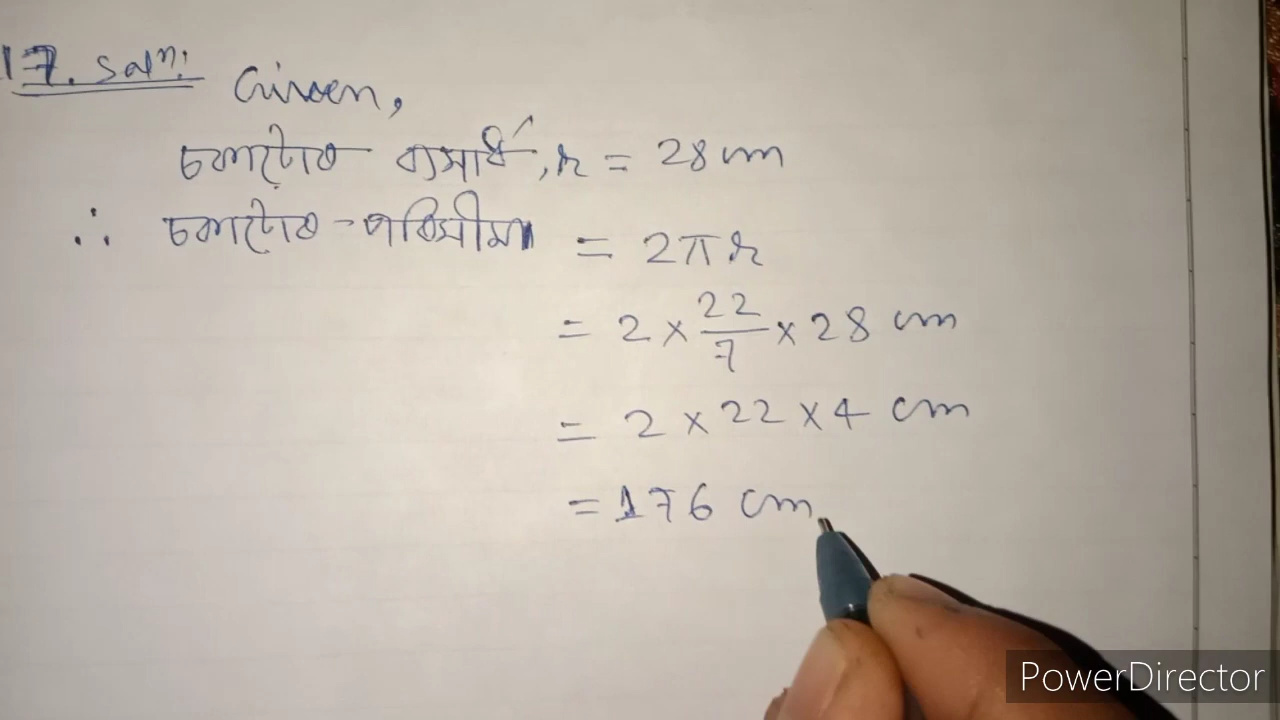 17. Solⁿ: Given,
চকাটোৰ ব্যসাৰ্ধ, r = 28 cm
∴ চকাটোৰ পৰিসীমা = 2πr
= 2 × 22/7 × 28 cm
= 2 × 22 × 4 cm
= 176 cm
PowerDirector